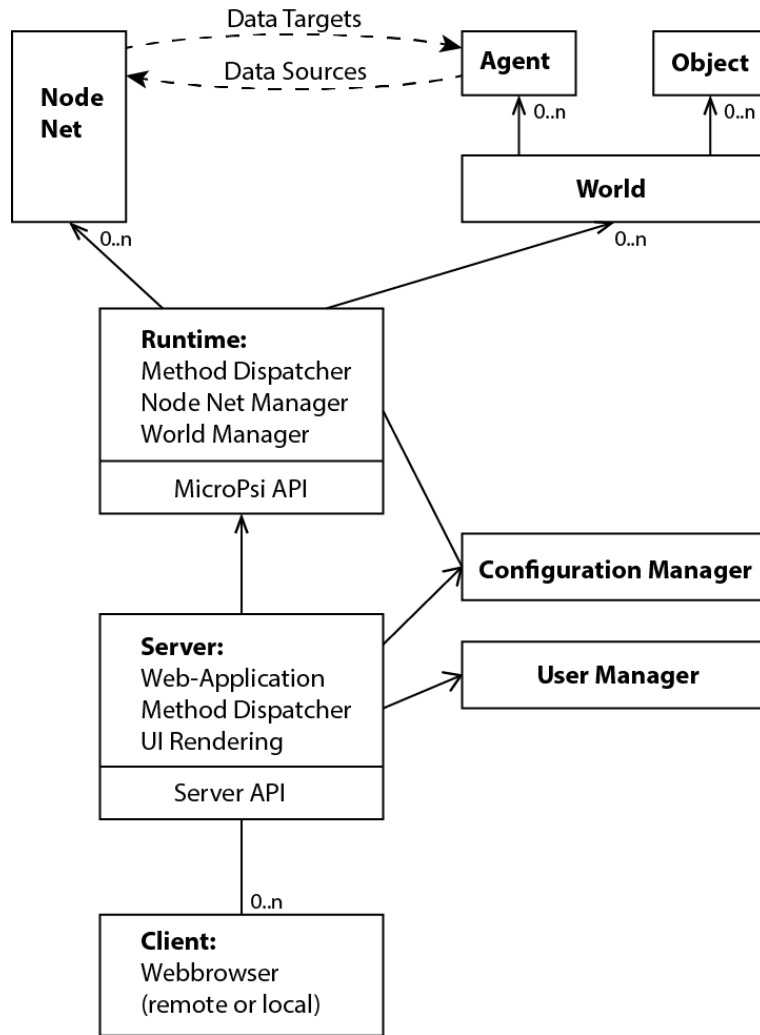 Data Targets
Data Sources
Node
Net
Agent
Object
0..n
0..n
World
0..n
0..n
Runtime:
Method Dispatcher
Node Net Manager
World Manager
MicroPsi API
Configuration Manager
Server:
Web-Application
Method Dispatcher
UI Rendering
User Manager
Server API
0..n
Client:
Webbrowser
(remote or local)